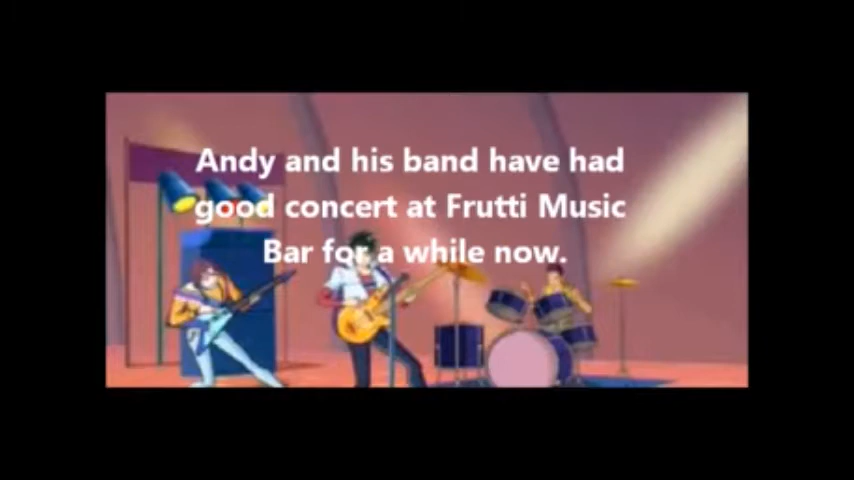 Andy and his band have had
good concert at Frutti Music
Bar for a while now.